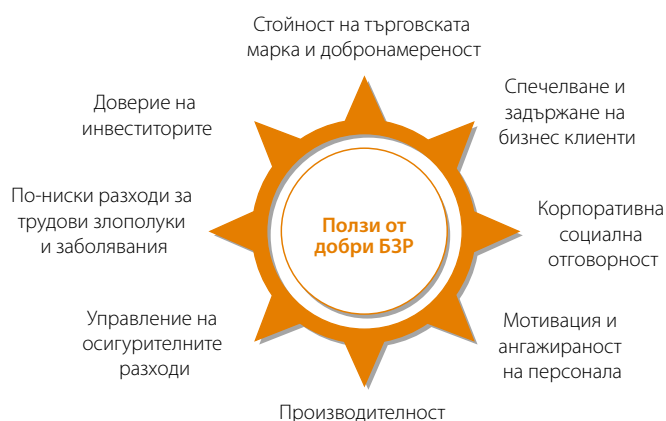 Стойност на търговската
марка и добронамереност
Спечелване и
задържане на
бизнес клиенти
Доверие на
инвеститорите
По-ниски разходи за
трудови злополуки
и заболявания
Ползи от
добри БЗР
Корпоративна
социална
отговорност
Управление на
осигурителните
разходи
Мотивация и
ангажираност
на персонала
Производителност